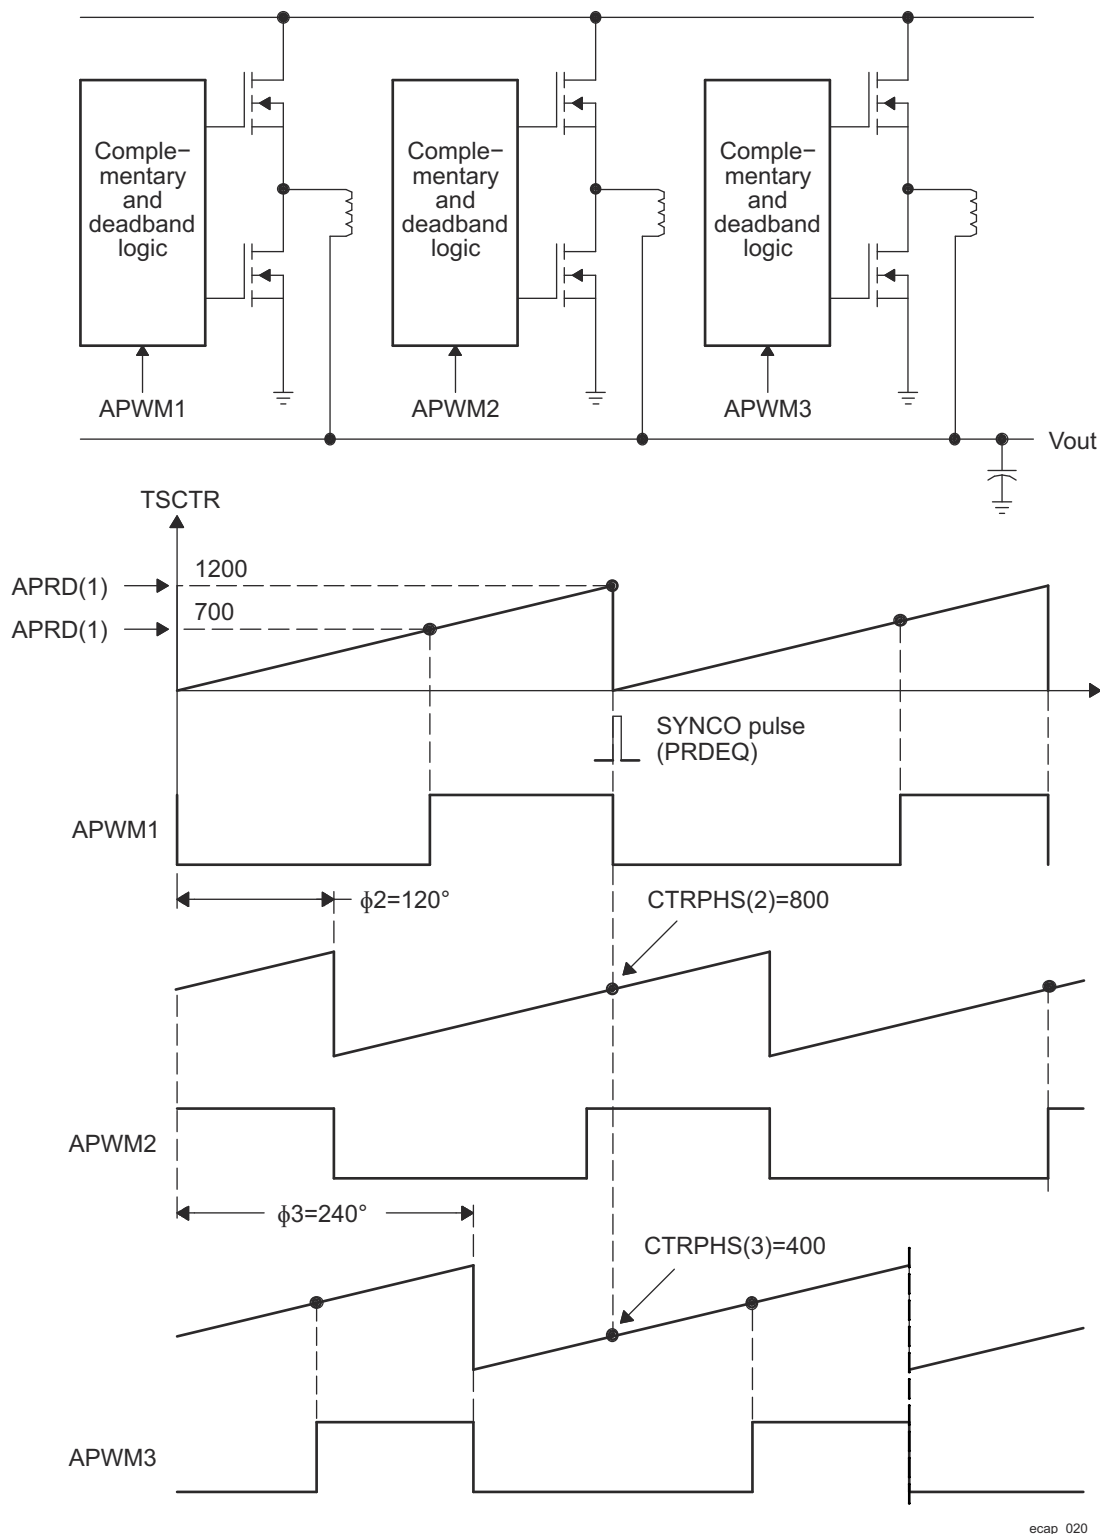 Comple−
mentary
and
deadband
logic
Comple−
mentary
and
deadband
logic
Comple−
mentary
and
deadband
logic
APWM1
APWM2
APWM3
Vout
TSCTR
APRD(1)
1200
APRD(1)
700
SYNCO pulse
(PRDEQ)
APWM1
ϕ2=120°
CTRPHS(2)=800
APWM2
ϕ3=240°
CTRPHS(3)=400
APWM3
ecap_020